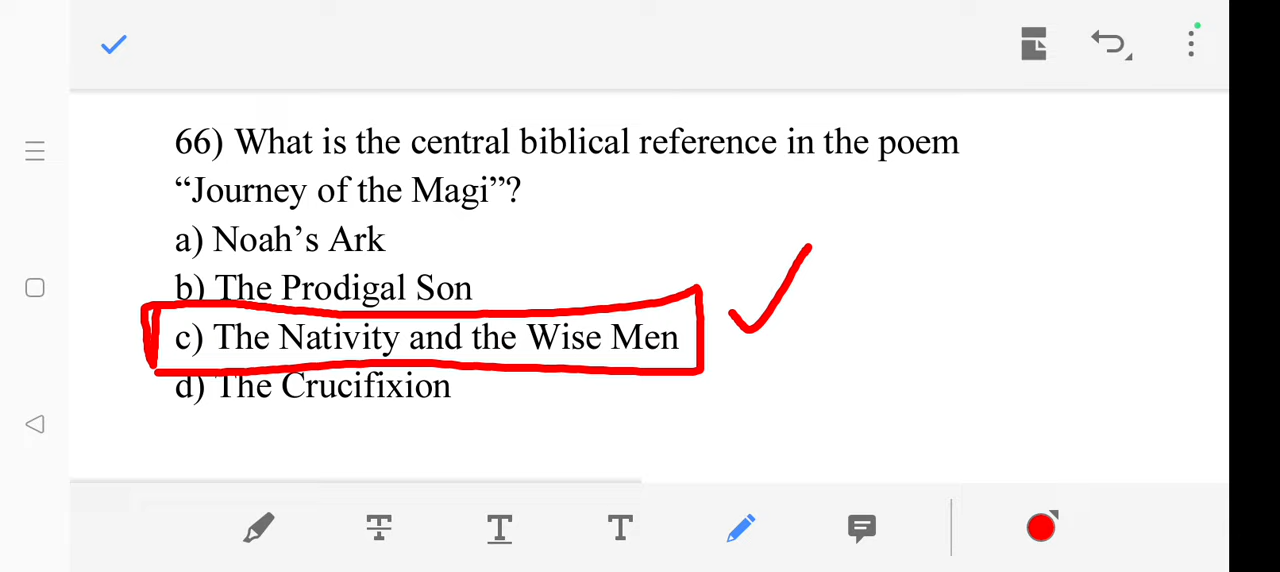 66) What is the central biblical reference in the poem
“Journey of the Magi”?
a) Noah’s Ark
b) The Prodigal Son
c) The Nativity and the Wise Men
d) The Crucifixion